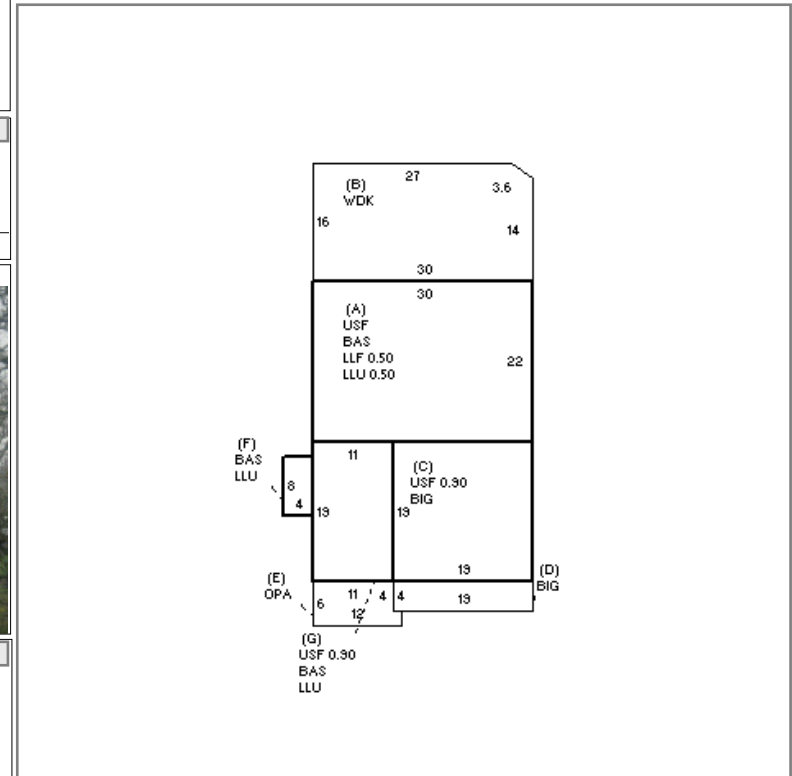 27
(B)
WDK
3.6
16
14
30
30
(A)
USF
BAS
LLF 0.50
LLU 0.50
22
(F)
BAS
LLU
8
4
11
19
(C)
USF 0.90
BIG
19
19
(D)
BIG
(E)
OPA
6
11
4
12
4
19
(G)
USF 0.90
BAS
LLU